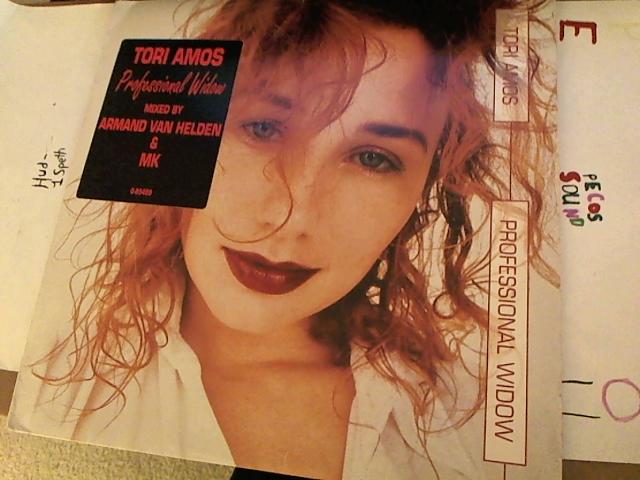 TORI AMOS
Professional Widow
MIXED BY
ARMAND VAN HELDEN
&
MK
0-85499
TORI AMOS
PROFESSIONAL WIDOW
Hud-
1 Speth
E
PECOS
SOUND